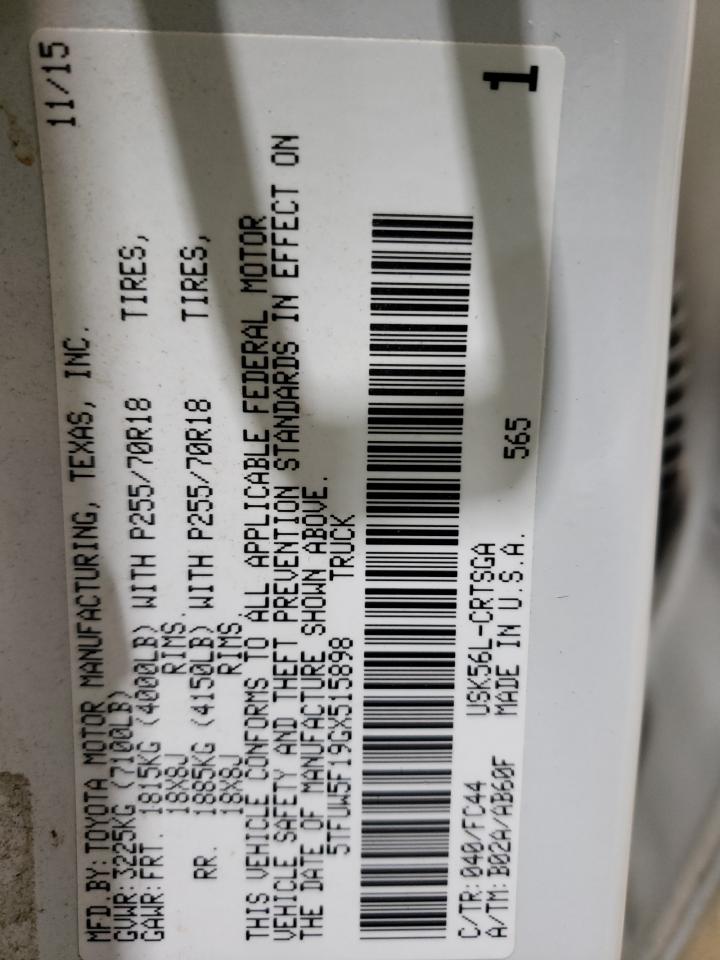 11/15
MFD.BY:TOYOTA MOTOR MANUFACTURING, TEXAS, INC.
GVWR:3225KG (7100LB)
GAWR:FRT. 1815KG (4000LB) WITH P255/70R18 TIRES,
18X8J RIMS.
RR. 1885KG (4150LB) WITH P255/70R18 TIRES,
18X8J RIMS.
THIS VEHICLE CONFORMS TO ALL APPLICABLE FEDERAL MOTOR
VEHICLE SAFETY AND THEFT PREVENTION STANDARDS IN EFFECT ON
THE DATE OF MANUFACTURE SHOWN ABOVE.
5TFUW5F19GX515898 TRUCK
C/TR:040/FC44 USK56L-CRTSGA
A/TM:B02A/AB60F MADE IN U.S.A. 565
1